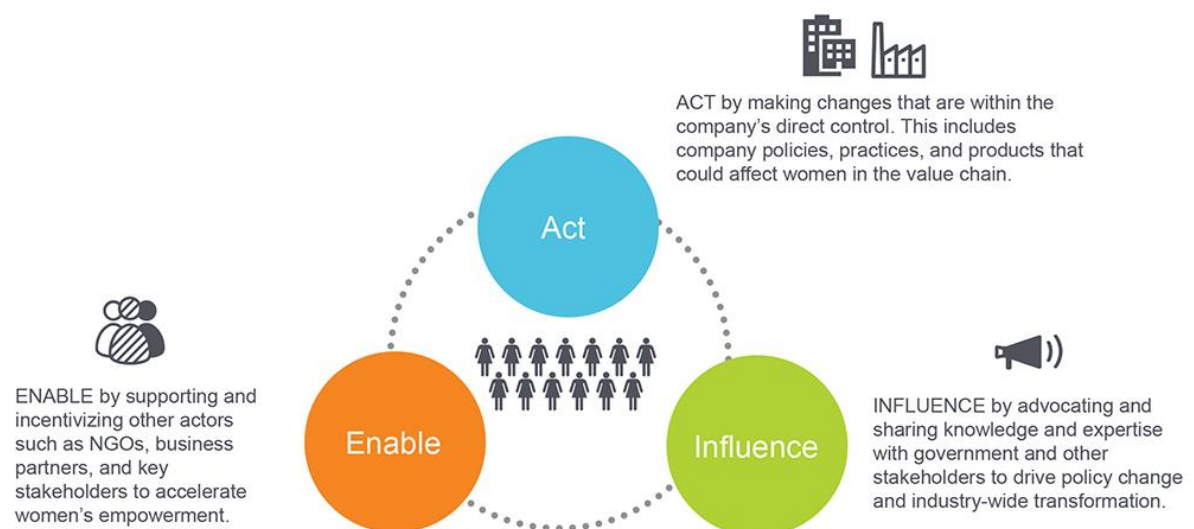 ACT by making changes that are within the
company's direct control. This includes
company policies, practices, and products that
could affect women in the value chain.
Act
ENABLE by supporting and
incentivizing other actors
such as NGOs, business
partners, and key
stakeholders to accelerate
women's empowerment.
Enable
Influence
INFLUENCE by advocating and
sharing knowledge and expertise
with government and other
stakeholders to drive policy change
and industry-wide transformation.